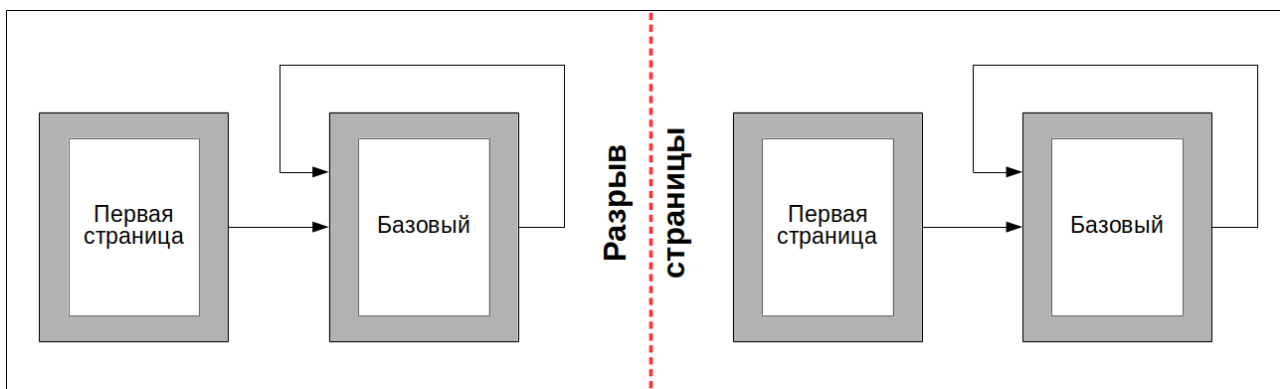 Первая
страница
Базовый
Разрыв
страницы
Первая
страница
Базовый